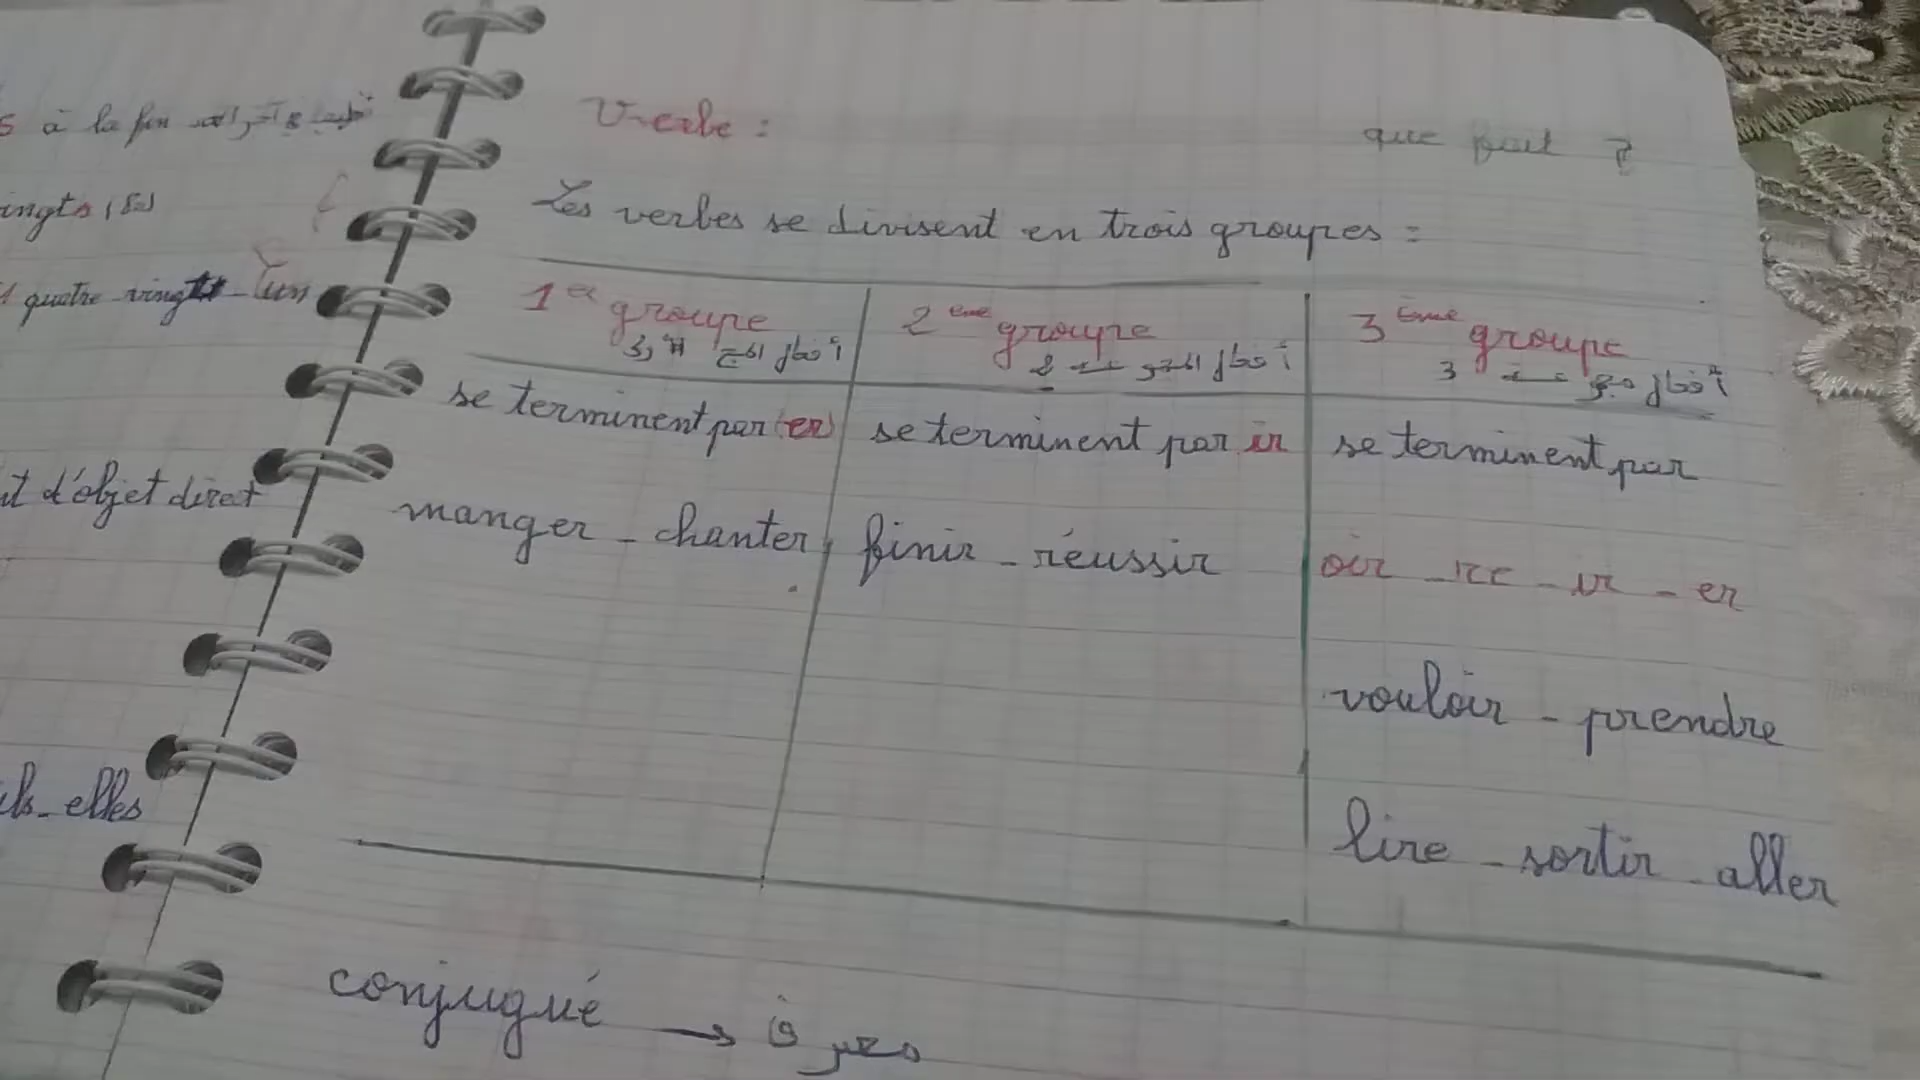 à la fin
ingts
quatre vingt - un
t d'objet direct
ils - elles
Verbe : que fait ?
Les verbes se divisent en trois groupes :
1er groupe 2ème groupe 3ème groupe
se terminent par (er) se terminent par ir se terminent par
manger - chanter finir - réussir oir - re - ir - er
vouloir - prendre
lire - sortir - aller
conjugué →